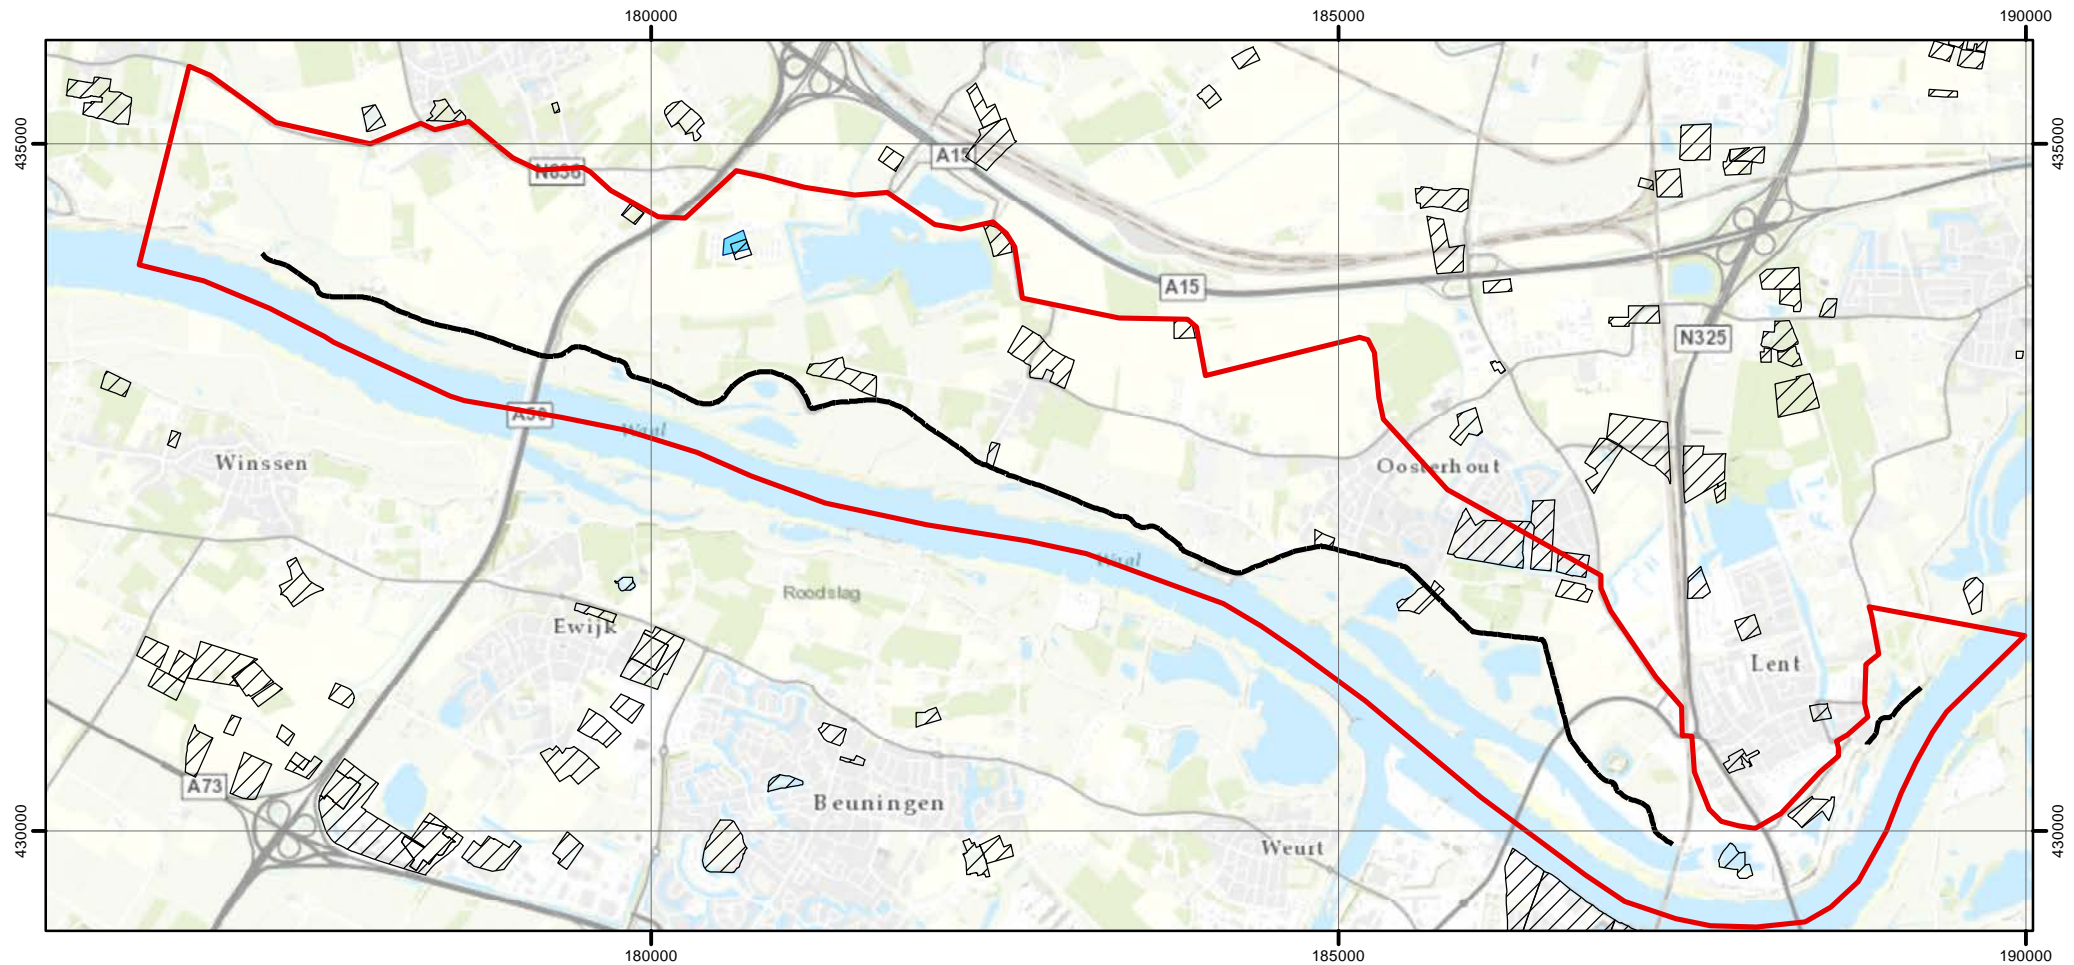 180000
185000
190000
435000
435000
N836
A15
A15
N325
A50
Waal
Winssen
Oosterhout
Waal
Roodslag
Ewijk
Lent
A73
Beuningen
430000
430000
Weurt
180000
185000
190000